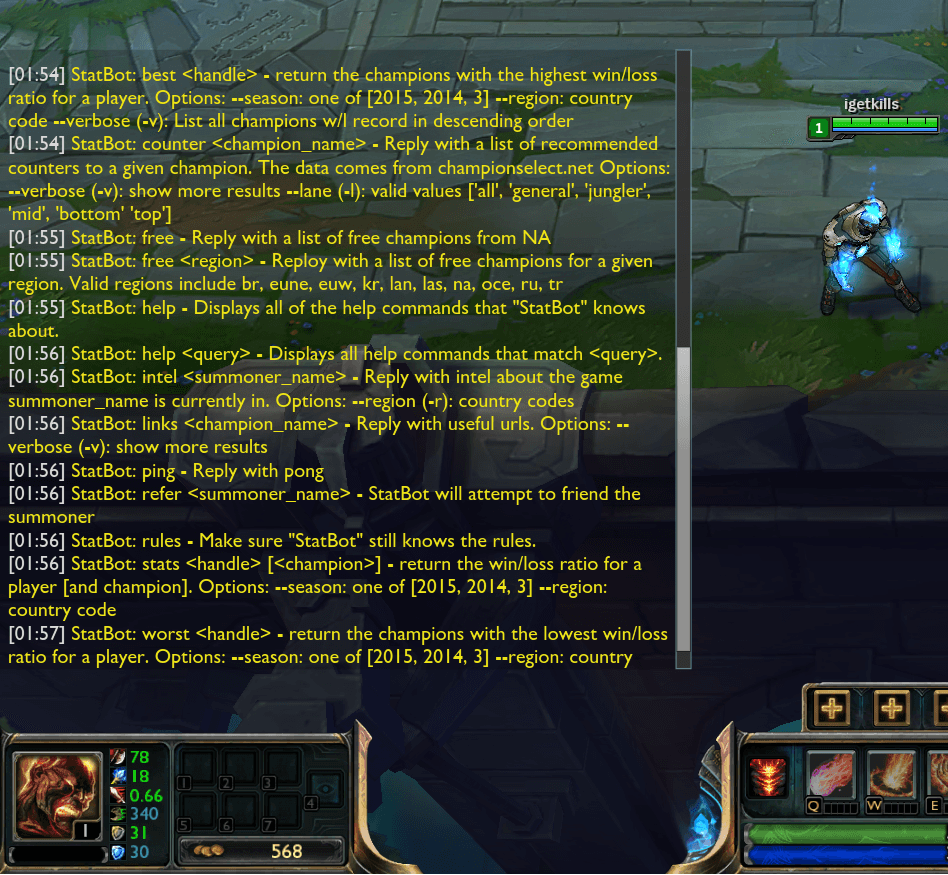 [01:54] StatBot: best <handle> - return the champions with the highest win/loss
ratio for a player. Options: --season: one of [2015, 2014, 3] --region: country
code --verbose (-v): List all champions w/l record in descending order
[01:54] StatBot: counter <champion_name> - Reply with a list of recommended
counters to a given champion. The data comes from championselect.net Options:
--verbose (-v): show more results --lane (-l): valid values ['all', 'general', 'jungler',
'mid', 'bottom' 'top']
[01:55] StatBot: free - Reply with a list of free champions from NA
[01:55] StatBot: free <region> - Reploy with a list of free champions for a given
region. Valid regions include br, eune, euw, kr, lan, las, na, oce, ru, tr
[01:55] StatBot: help - Displays all of the help commands that "StatBot" knows
about.
[01:56] StatBot: help <query> - Displays all help commands that match <query>.
[01:56] StatBot: intel <summoner_name> - Reply with intel about the game
summoner_name is currently in. Options: --region (-r): country codes
[01:56] StatBot: links <champion_name> - Reply with useful urls. Options: --
verbose (-v): show more results
[01:56] StatBot: ping - Reply with pong
[01:56] StatBot: refer <summoner_name> - StatBot will attempt to friend the
summoner
[01:56] StatBot: rules - Make sure "StatBot" still knows the rules.
[01:56] StatBot: stats <handle> [<champion>] - return the win/loss ratio for a
player [and champion]. Options: --season: one of [2015, 2014, 3] --region:
country code
[01:57] StatBot: worst <handle> - return the champions with the lowest win/loss
ratio for a player. Options: --season: one of [2015, 2014, 3] --region: country
igetkills
1
78
18
0.66
340
31
30
1
1 2 3
4
5 6 7
568
Q W E